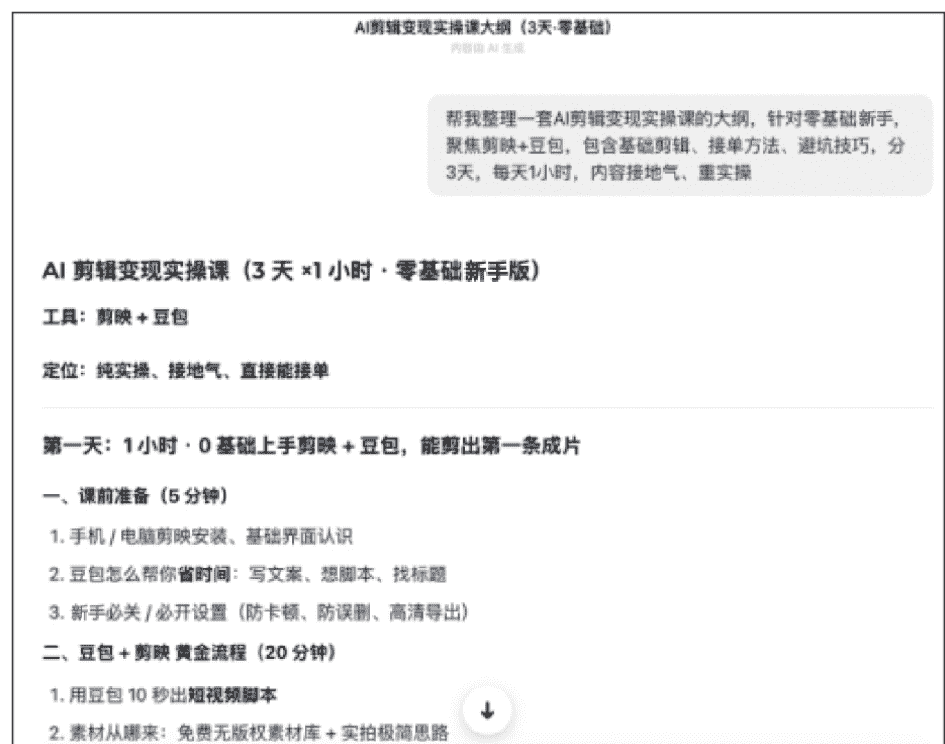 AI剪辑变现实操课大纲（3天·零基础）
内容由 AI 生成
帮我整理一套AI剪辑变现实操课的大纲，针对零基础新手，
聚焦剪映+豆包，包含基础剪辑、接单方法、避坑技巧，分
3天，每天1小时，内容接地气、重实操
AI 剪辑变现实操课（3 天 ×1 小时 · 零基础新手版）
工具：剪映 + 豆包
定位：纯实操、接地气、直接能接单
第一天：1 小时 · 0 基础上手剪映 + 豆包，能剪出第一条成片
一、课前准备（5 分钟）
1. 手机 / 电脑剪映安装、基础界面认识
2. 豆包怎么帮你省时间：写文案、想脚本、找标题
3. 新手必关 / 必开设置（防卡顿、防误删、高清导出）
二、豆包 + 剪映 黄金流程（20 分钟）
1. 用豆包 10 秒出短视频脚本
2. 素材从哪来：免费无版权素材库 + 实拍极简思路